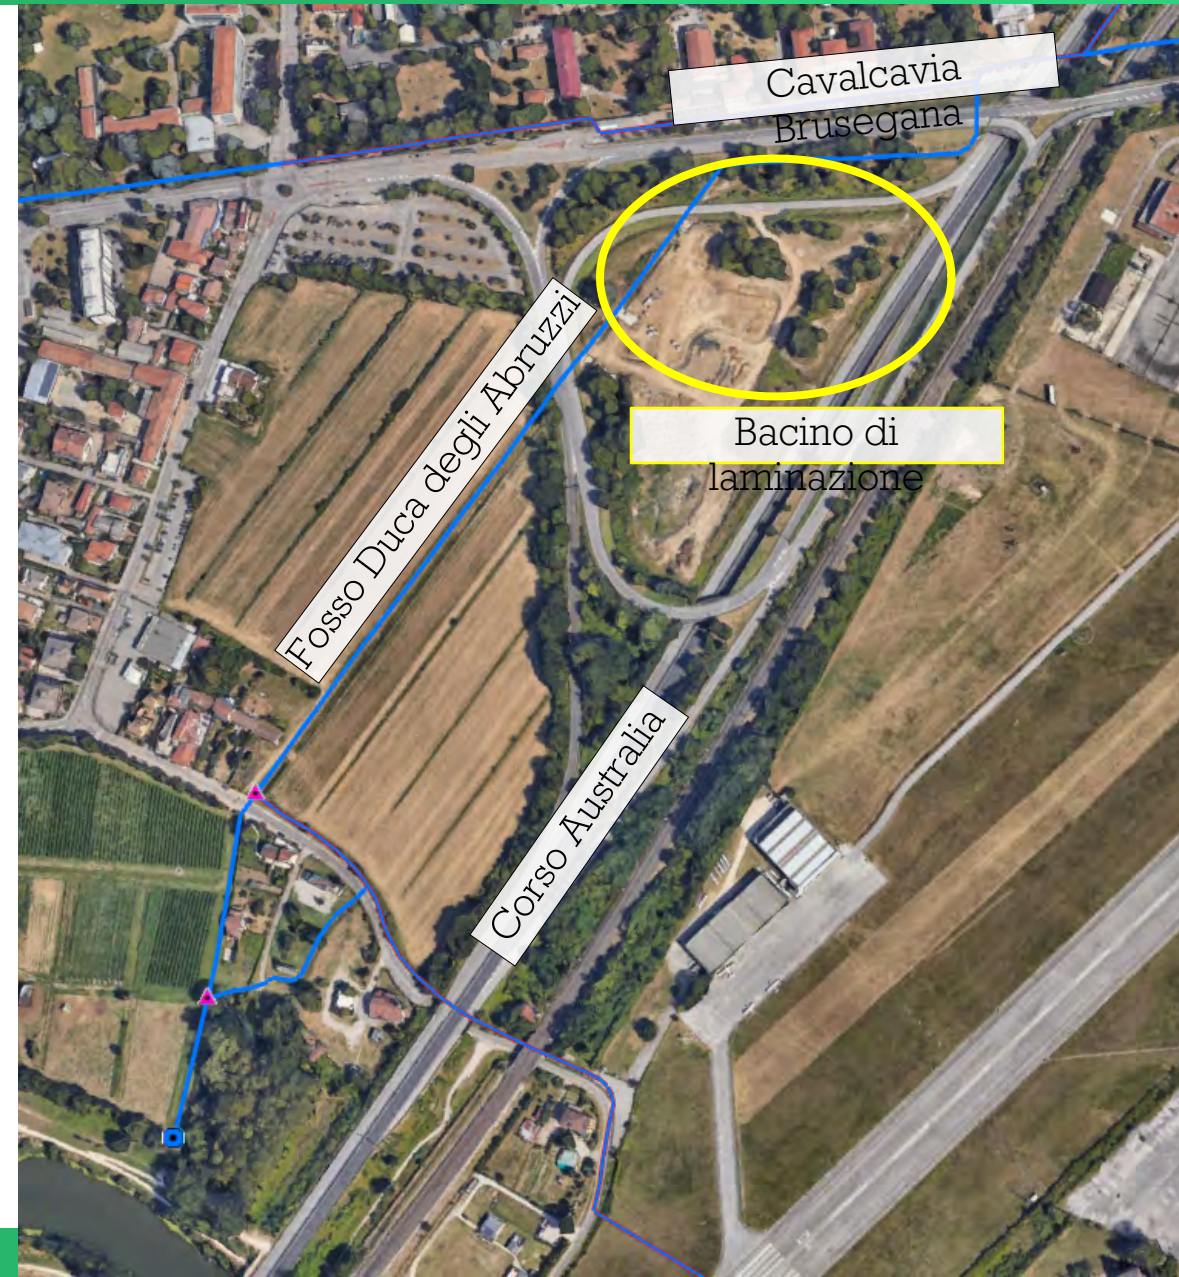 Cavalcavia
Brusegana
Fosso Duca degli Abruzzi
Bacino di
laminazione
Corso Australia